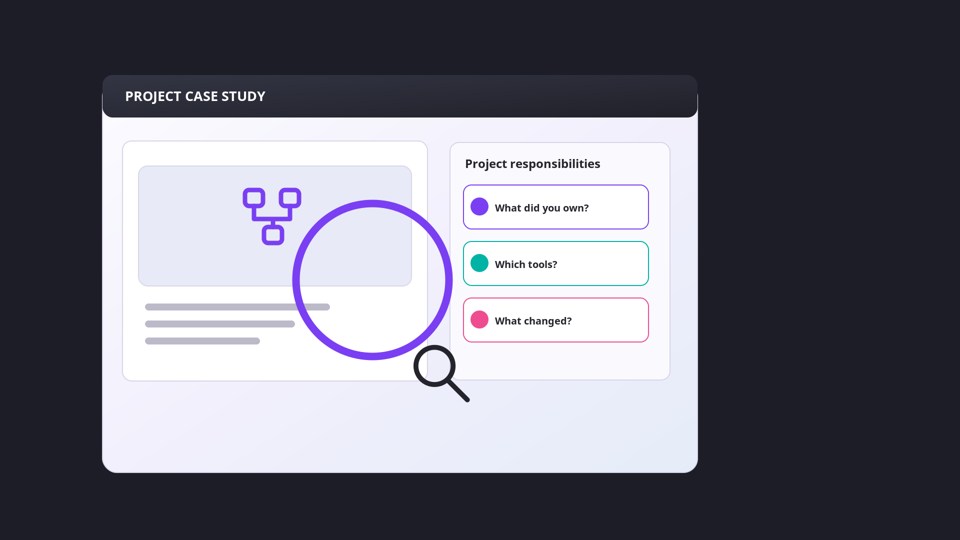 PROJECT CASE STUDY
Project responsibilities
What did you own?
Which tools?
What changed?